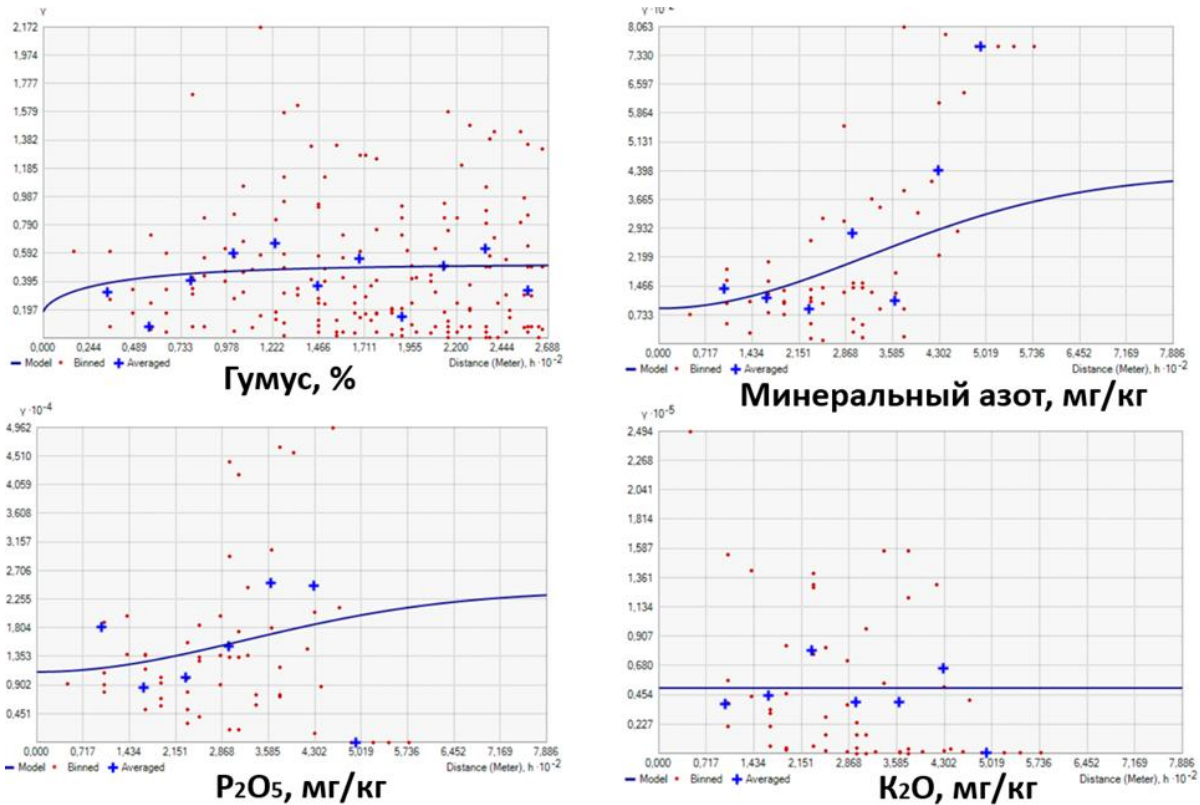 γ
2,172
1,974
1,777
1,579
1,382
1,185
0,987
0,790
0,592
0,395
0,197
0,000 0,244 0,489 0,733 0,978 1,222 1,466 1,711 1,955 2,200 2,444 2,688
Model Binned Averaged Distance (Meter), h ·10⁻²
Гумус, %
8,063
7,330
6,597
5,864
5,131
4,398
3,665
2,932
2,199
1,466
0,733
0,000 0,717 1,434 2,151 2,868 3,585 4,302 5,019 5,736 6,452 7,169 7,886
Model Binned Averaged Distance (Meter), h ·10⁻²
Минеральный азот, мг/кг
γ ·10⁻⁴
4,962
4,510
4,059
3,608
3,157
2,706
2,255
1,804
1,353
0,902
0,451
0,000 0,717 1,434 2,151 2,868 3,585 4,302 5,019 5,736 6,452 7,169 7,886
Model Binned Averaged Distance (Meter), h ·10⁻²
P₂O₅, мг/кг
γ ·10⁻⁵
2,494
2,268
2,041
1,814
1,587
1,361
1,134
0,907
0,680
0,454
0,227
0,000 0,717 1,434 2,151 2,868 3,585 4,302 5,019 5,736 6,452 7,169 7,886
Model Binned Averaged Distance (Meter), h ·10⁻²
K₂O, мг/кг